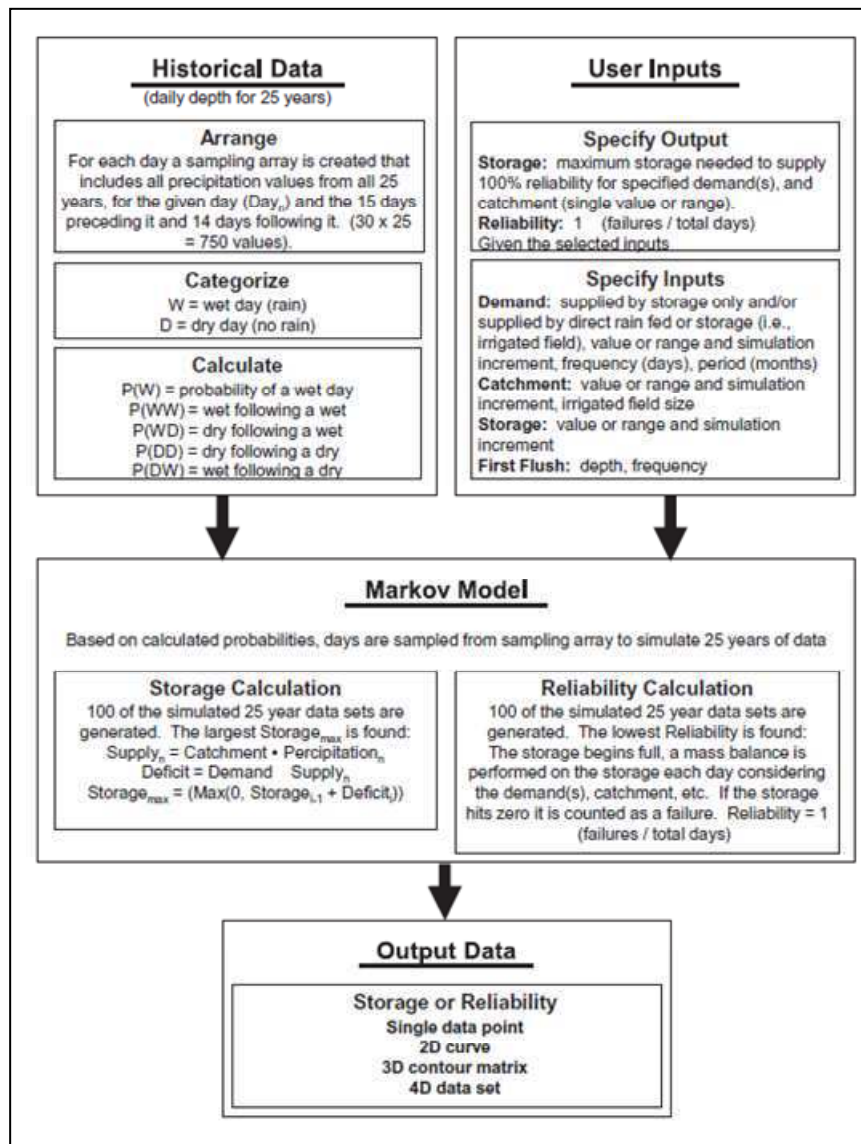 Historical Data
(daily depth for 25 years)
Arrange
For each day a sampling array is created that
includes all precipitation values from all 25
years, for the given day (Dayn) and the 15 days
preceding it and 14 days following it. (30 x 25
= 750 values).
Categorize
W = wet day (rain)
D = dry day (no rain)
Calculate
P(W) = probability of a wet day
P(WW) = wet following a wet
P(WD) = dry following a wet
P(DD) = dry following a dry
P(DW) = wet following a dry
User Inputs
Specify Output
Storage: maximum storage needed to supply
100% reliability for specified demand(s), and
catchment (single value or range).
Reliability: 1 (failures / total days)
Given the selected inputs
Specify Inputs
Demand: supplied by storage only and/or
supplied by direct rain fed or storage (i.e.,
irrigated field), value or range and simulation
increment, frequency (days), period (months)
Catchment: value or range and simulation
increment, irrigated field size
Storage: value or range and simulation
increment
First Flush: depth, frequency
Markov Model
Based on calculated probabilities, days are sampled from sampling array to simulate 25 years of data
Storage Calculation
100 of the simulated 25 year data sets are
generated. The largest Storagemax is found:
Supplyn = Catchment • Percipitationn
Deficit = Demand Supplyn
Storagemax = (Max(0, Storagei,1 + Deficiti))
Reliability Calculation
100 of the simulated 25 year data sets are
generated. The lowest Reliability is found:
The storage begins full, a mass balance is
performed on the storage each day considering
the demand(s), catchment, etc. If the storage
hits zero it is counted as a failure. Reliability = 1
(failures / total days)
Output Data
Storage or Reliability
Single data point
2D curve
3D contour matrix
4D data set